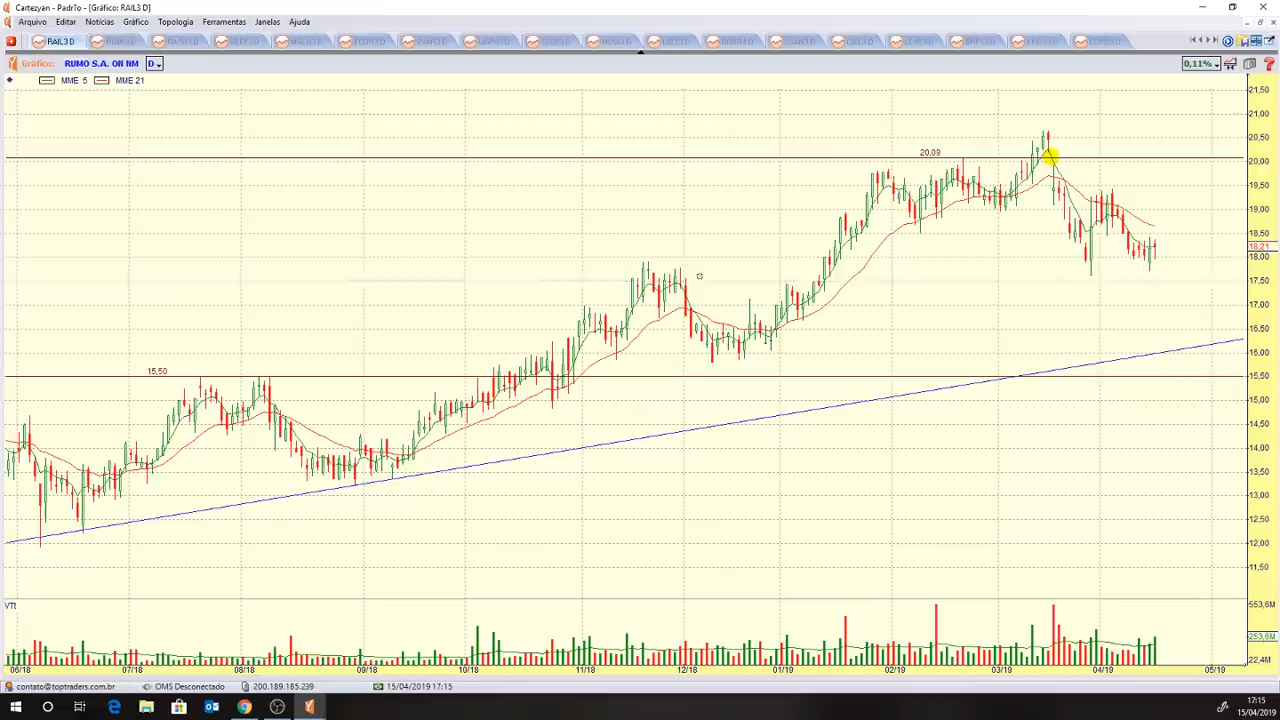 Cartezyan - Padr?o - [Gráfico: RAIL3 D]
Arquivo Editar Notícias Gráfico Topologia Ferramentas Janelas Ajuda
RAIL3 D
Gráfico: RUMO S.A. ON NM D 0,11%
MME 5 MME 21
21,50
21,00
20,50
20,09
20,00
19,50
19,00
18,50
18,21
18,00
17,50
17,00
16,50
16,00
15,50
15,50
15,00
14,50
14,00
13,50
13,00
12,50
12,00
11,50
VTt
553,6M
253,6M
22,4M
06/18 07/18 08/18 09/18 10/18 11/18 12/18 01/19 02/19 03/19 04/19 05/19
contato@toptraders.com.br OMS Desconectado 200.189.185.239 15/04/2019 17:15
17:15
15/04/2019